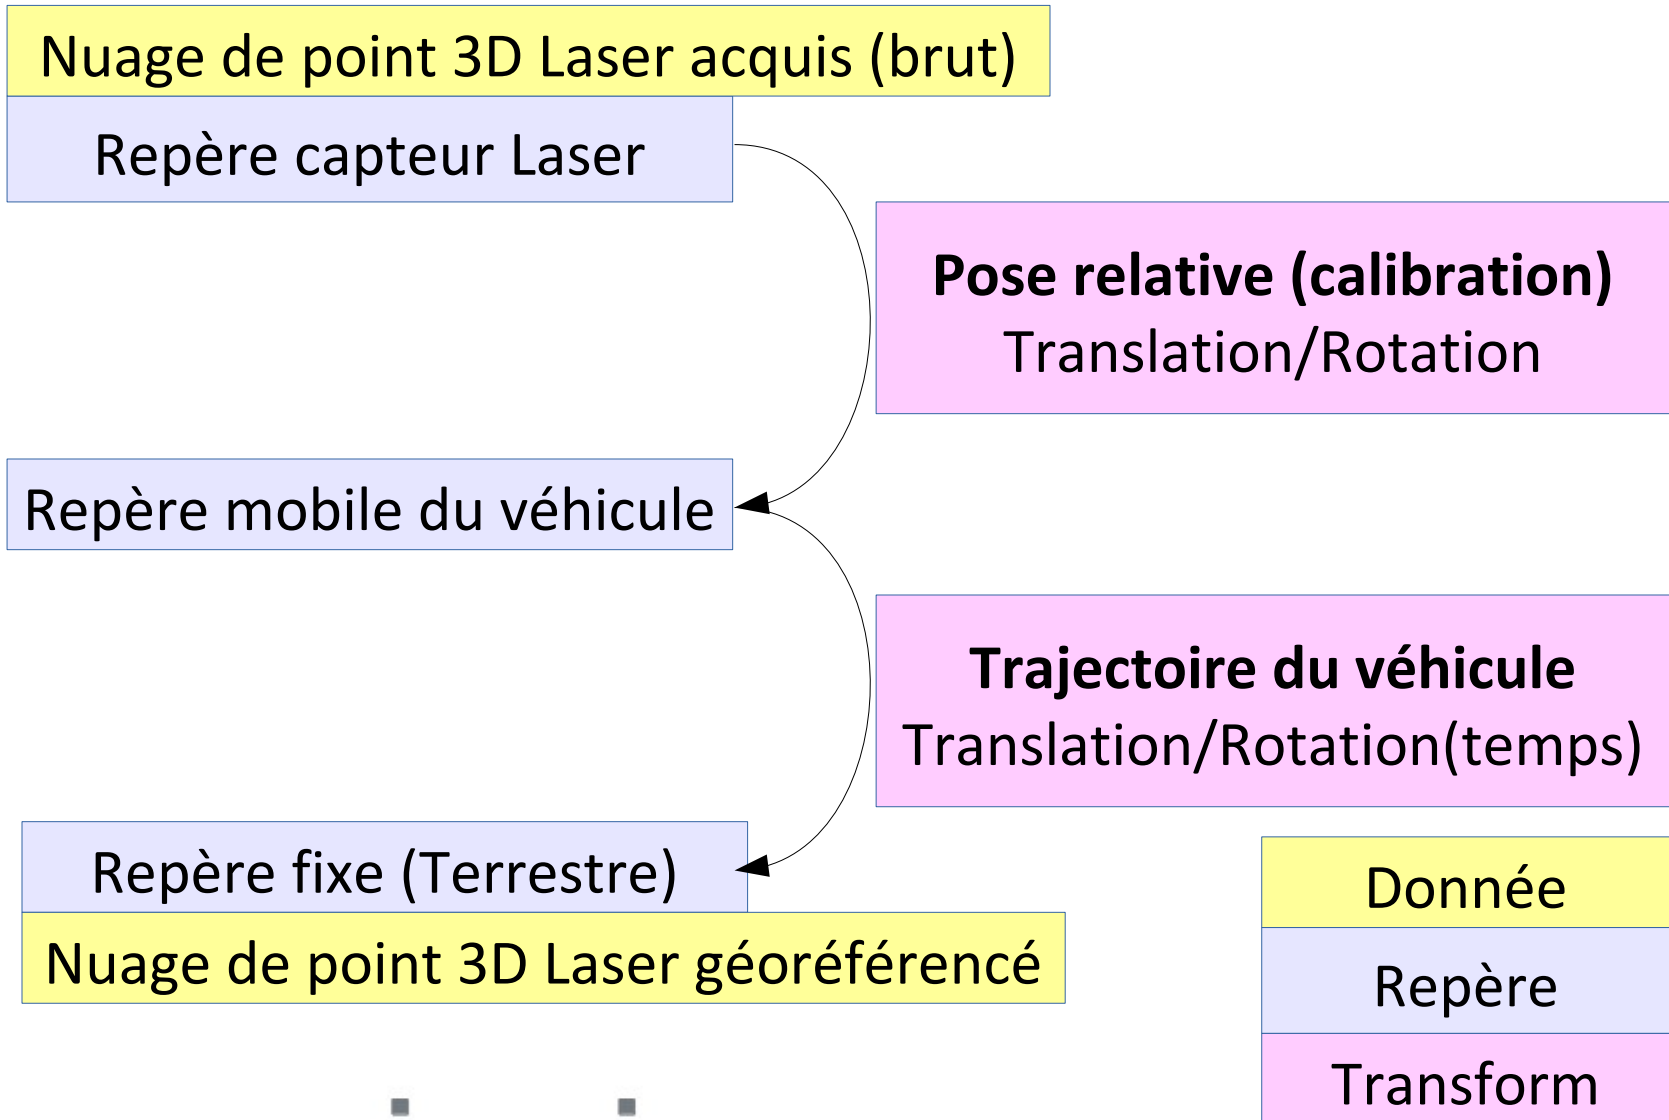 Nuage de point 3D Laser acquis (brut)
Repère capteur Laser
Pose relative (calibration)
Translation/Rotation
Repère mobile du véhicule
Trajectoire du véhicule
Translation/Rotation(temps)
Repère fixe (Terrestre)
Nuage de point 3D Laser géoréférencé
Donnée
Repère
Transform